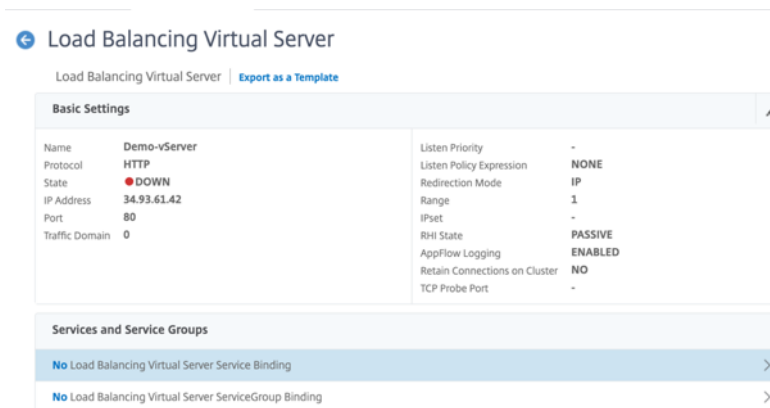 Load Balancing Virtual Server
Load Balancing Virtual Server | Export as a Template
Basic Settings
Name Demo-vServer
Protocol HTTP
State DOWN
IP Address 34.93.61.42
Port 80
Traffic Domain 0
Listen Priority -
Listen Policy Expression NONE
Redirection Mode IP
Range 1
IPset -
RHI State PASSIVE
AppFlow Logging ENABLED
Retain Connections on Cluster NO
TCP Probe Port -
Services and Service Groups
No Load Balancing Virtual Server Service Binding
No Load Balancing Virtual Server ServiceGroup Binding